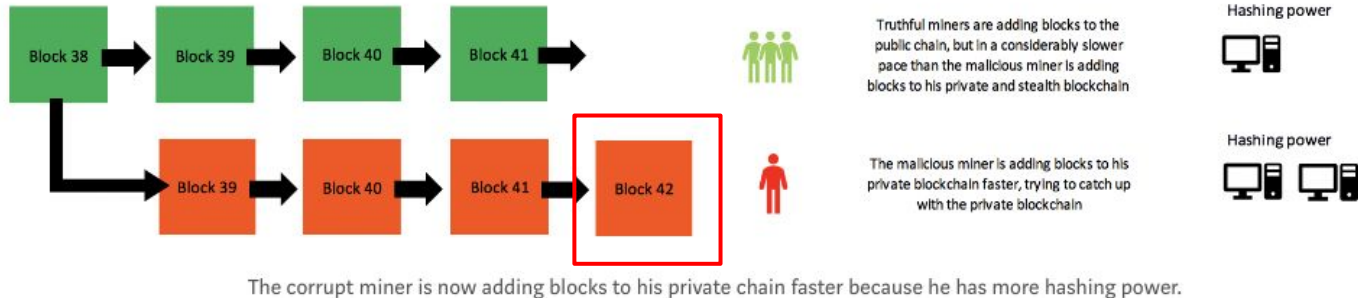 Block 38
Block 39
Block 40
Block 41
Truthful miners are adding blocks to the
public chain, but in a considerably slower
pace than the malicious miner is adding
blocks to his private and stealth blockchain
Hashing power
Block 39
Block 40
Block 41
Block 42
The malicious miner is adding blocks to his
private blockchain faster, trying to catch up
with the private blockchain
Hashing power
The corrupt miner is now adding blocks to his private chain faster because he has more hashing power.